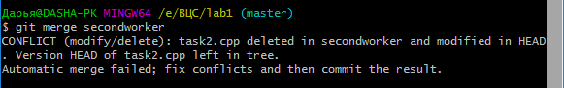 Дарья@DASHA-PK MINGW64 /e/ВЦС/lab1 (master)
$ git merge secondworker
CONFLICT (modify/delete): task2.cpp deleted in secondworker and modified in HEAD
. Version HEAD of task2.cpp left in tree.
Automatic merge failed; fix conflicts and then commit the result.